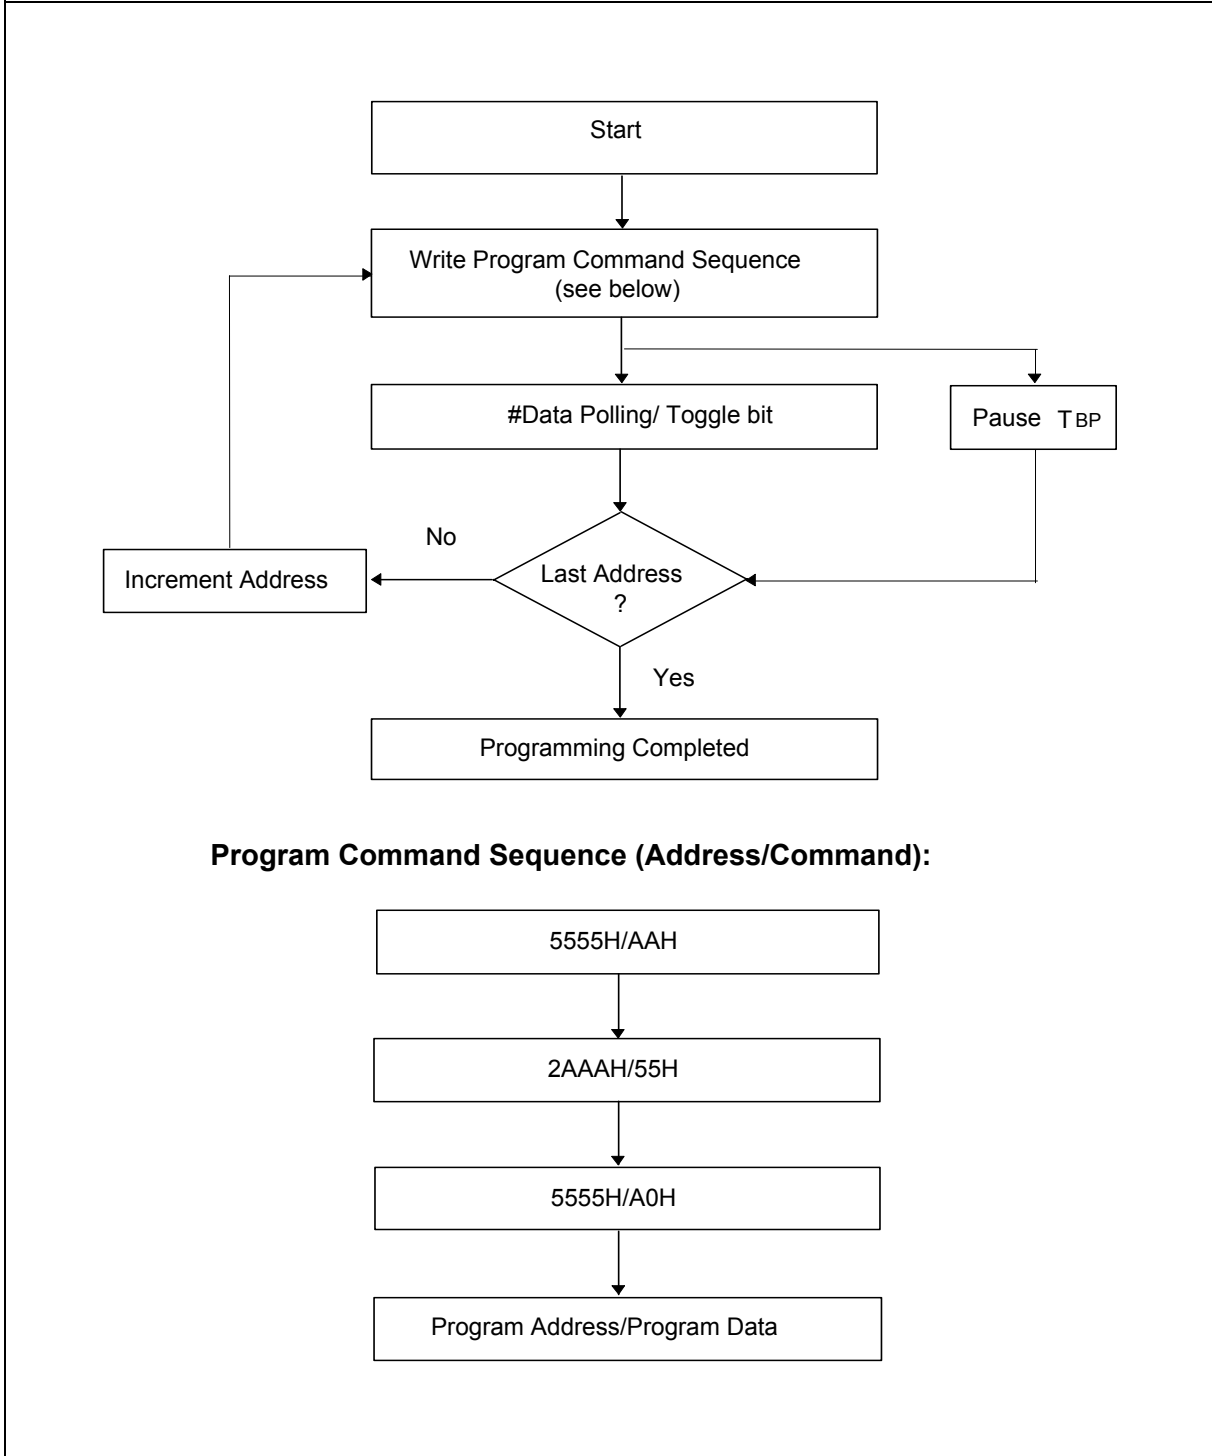 Start
Write Program Command Sequence
(see below)
#Data Polling/ Toggle bit
Pause TBP
No
Increment Address
Last Address
?
Yes
Programming Completed
Program Command Sequence (Address/Command):
5555H/AAH
2AAAH/55H
5555H/A0H
Program Address/Program Data